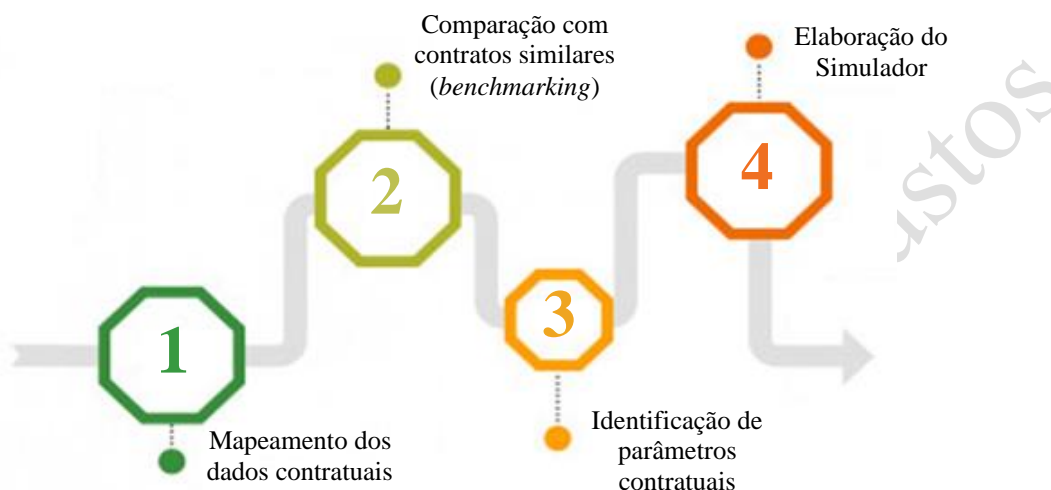 1
Mapeamento dos
dados contratuais
2
Comparação com
contratos similares
(benchmarking)
3
Identificação de
parâmetros
contratuais
4
Elaboração do
Simulador